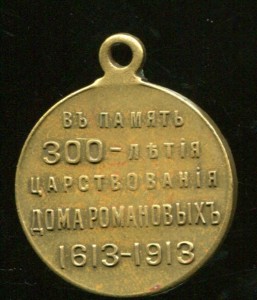 ВЪ ПАМЯТЬ
300-ЛѢТІЯ
ЦАРСТВОВАНІЯ
ДОМА РОМАНОВЫХЪ
1613-1913